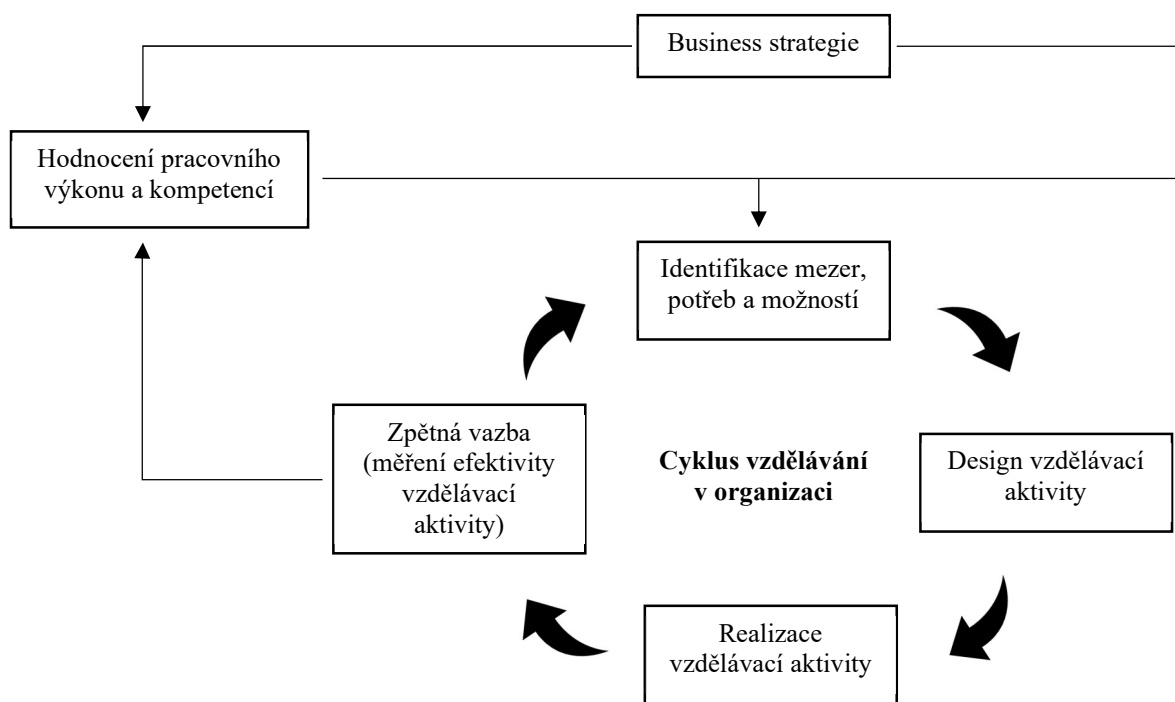 Business strategie
Hodnocení pracovního
výkonu a kompetencí
Identifikace mezer,
potřeb a možností
Zpětná vazba
(měření efektivity
vzdělávací
aktivity)
Cyklus vzdělávání
v organizaci
Design vzdělávací
aktivity
Realizace
vzdělávací aktivity